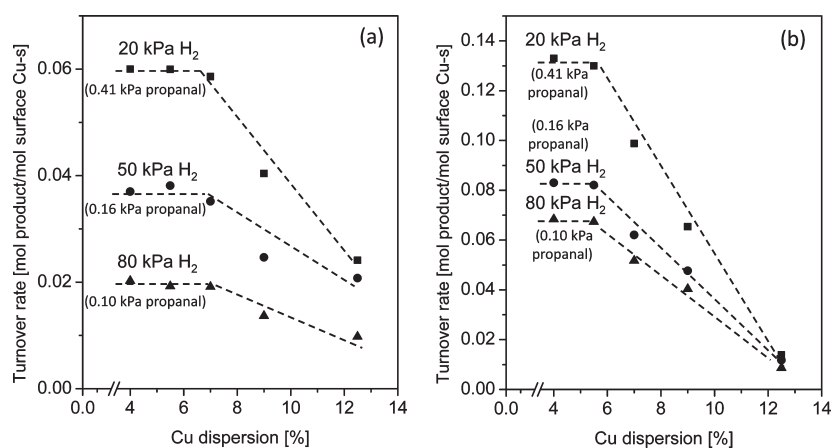 (a)
Turnover rate [mol product/mol surface Cu-s]
0.06
0.04
0.02
0.00
20 kPa H2
(0.41 kPa propanal)
50 kPa H2
(0.16 kPa propanal)
80 kPa H2
(0.10 kPa propanal)
0.0 4 6 8 10 12 14
Cu dispersion [%]
(b)
Turnover rate [mol product/mol surface Cu-s]
0.14
0.12
0.10
0.08
0.06
0.04
0.02
0.00
20 kPa H2
(0.41 kPa
propanal)
(0.16 kPa
propanal)
50 kPa H2
80 kPa H2
(0.10 kPa
propanal)
0.0 4 6 8 10 12 14
Cu dispersion [%]